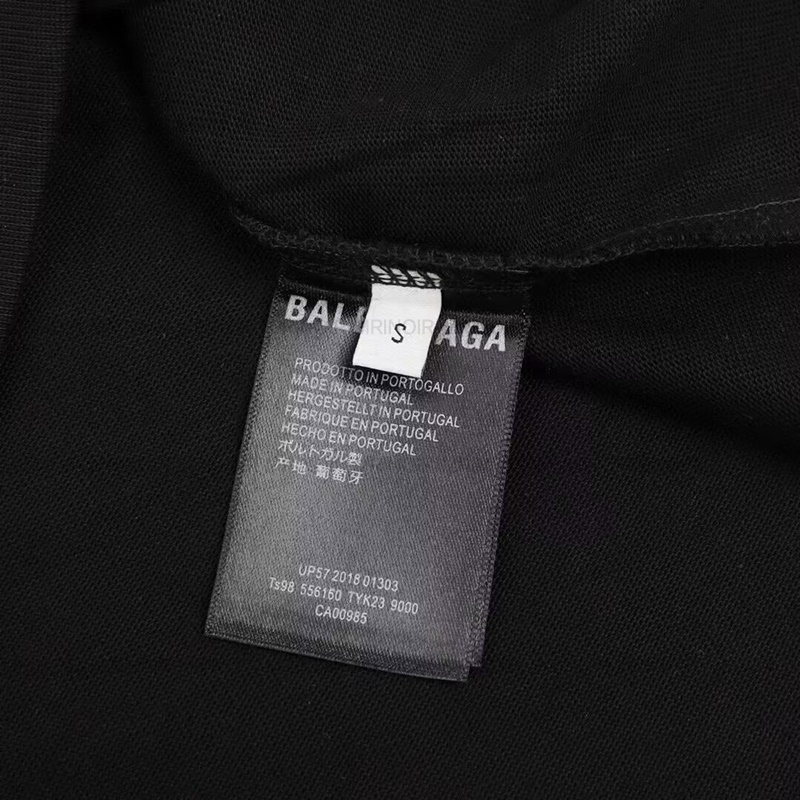 BAL AGA
S
PRODOTTO IN PORTOGALLO
MADE IN PORTUGAL
HERGESTELLT IN PORTUGAL
FABRIQUE EN PORTUGAL
HECHO EN PORTUGAL
ポルトガル製
产地 葡萄牙
UP57 2018 01303
Ts98 556160 TYK23 9000
CA00985